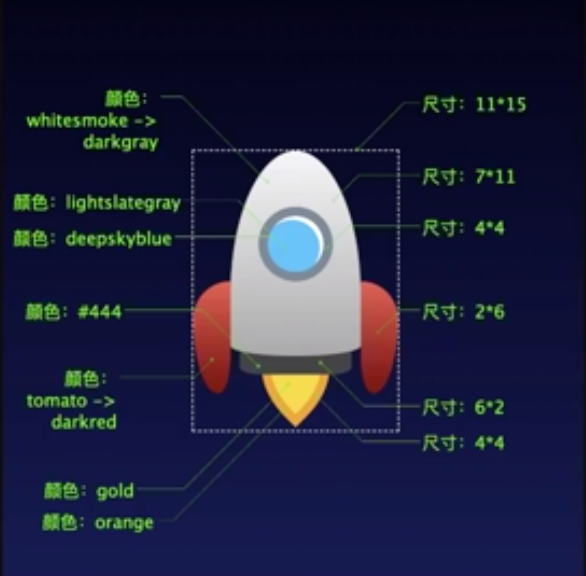 颜色：
whitesmoke ->
darkgray
颜色：lightslategray
颜色：deepskyblue
颜色：#444
颜色：
tomato ->
darkred
颜色：gold
颜色：orange
尺寸：11*15
尺寸：7*11
尺寸：4*4
尺寸：2*6
尺寸：6*2
尺寸：4*4